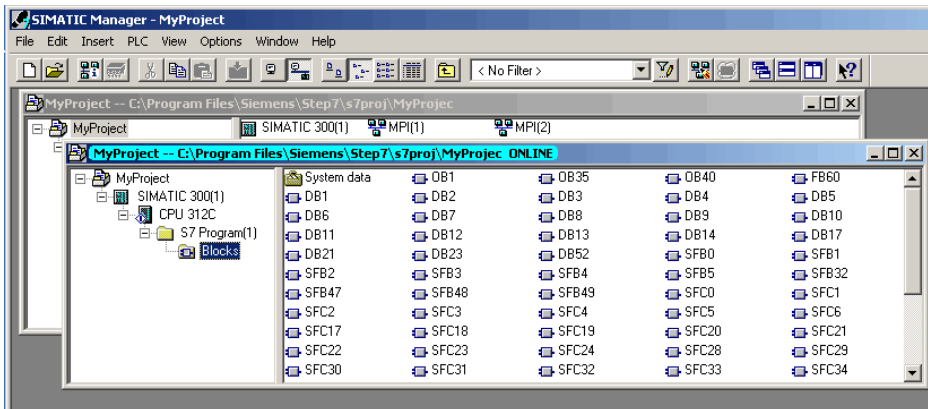 SIMATIC Manager - MyProject
File Edit Insert PLC View Options Window Help
< No Filter >
MyProject -- C:\Program Files\Siemens\Step7\s7proj\MyProjec
MyProject SIMATIC 300(1) MPI(1) MPI(2)
MyProject -- C:\Program Files\Siemens\Step7\s7proj\MyProjec ONLINE
MyProject System data OB1 OB35 OB40 FB60
SIMATIC 300(1) DB1 DB2 DB3 DB4 DB5
CPU 312C DB6 DB7 DB8 DB9 DB10
S7 Program(1) DB11 DB12 DB13 DB14 DB17
Blocks DB21 DB23 DB52 SFB0 SFB1
SFB2 SFB3 SFB4 SFB5 SFB32
SFB47 SFB48 SFB49 SFC0 SFC1
SFC2 SFC3 SFC4 SFC5 SFC6
SFC17 SFC18 SFC19 SFC20 SFC21
SFC22 SFC23 SFC24 SFC28 SFC29
SFC30 SFC31 SFC32 SFC33 SFC34